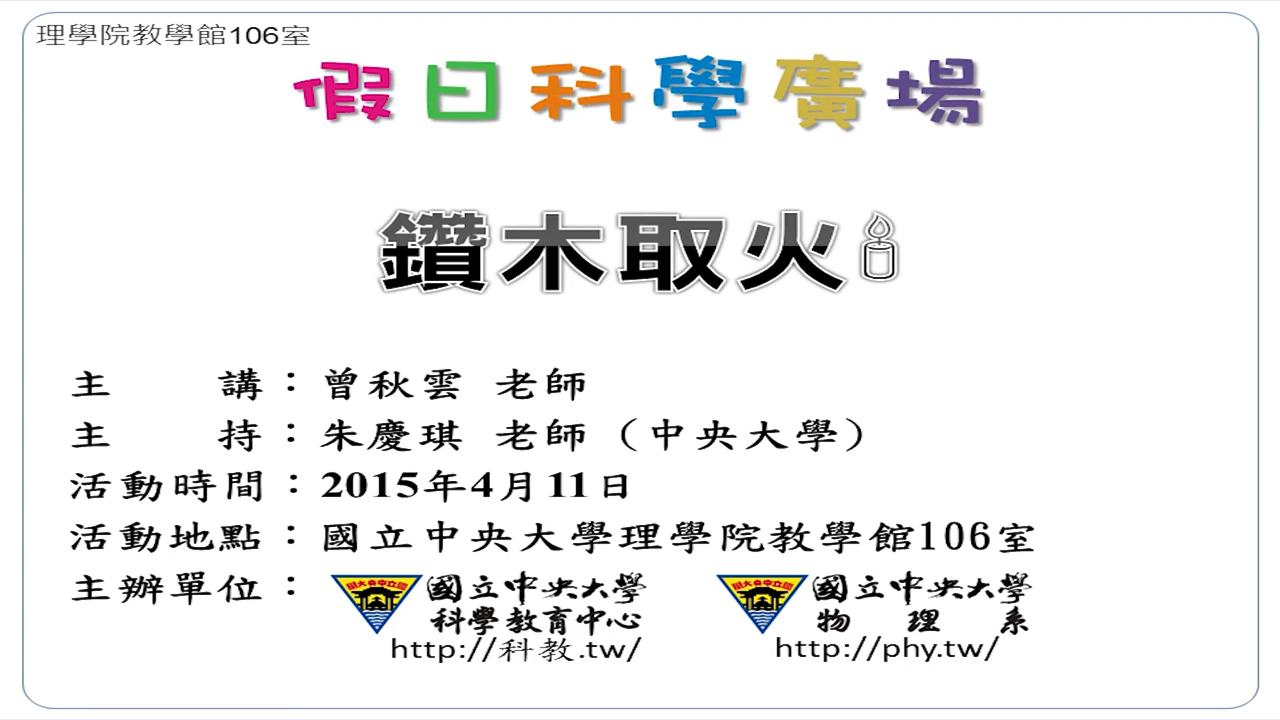 理學院教學館106室
假日科學廣場
鑽木取火
主講：曾秋雲 老師
主持：朱慶琪 老師（中央大學）
活動時間：2015年4月11日
活動地點：國立中央大學理學院教學館106室
主辦單位：
國立中央大學
科學教育中心
http://科教.tw/
國立中央大學
物理系
http://phy.tw/